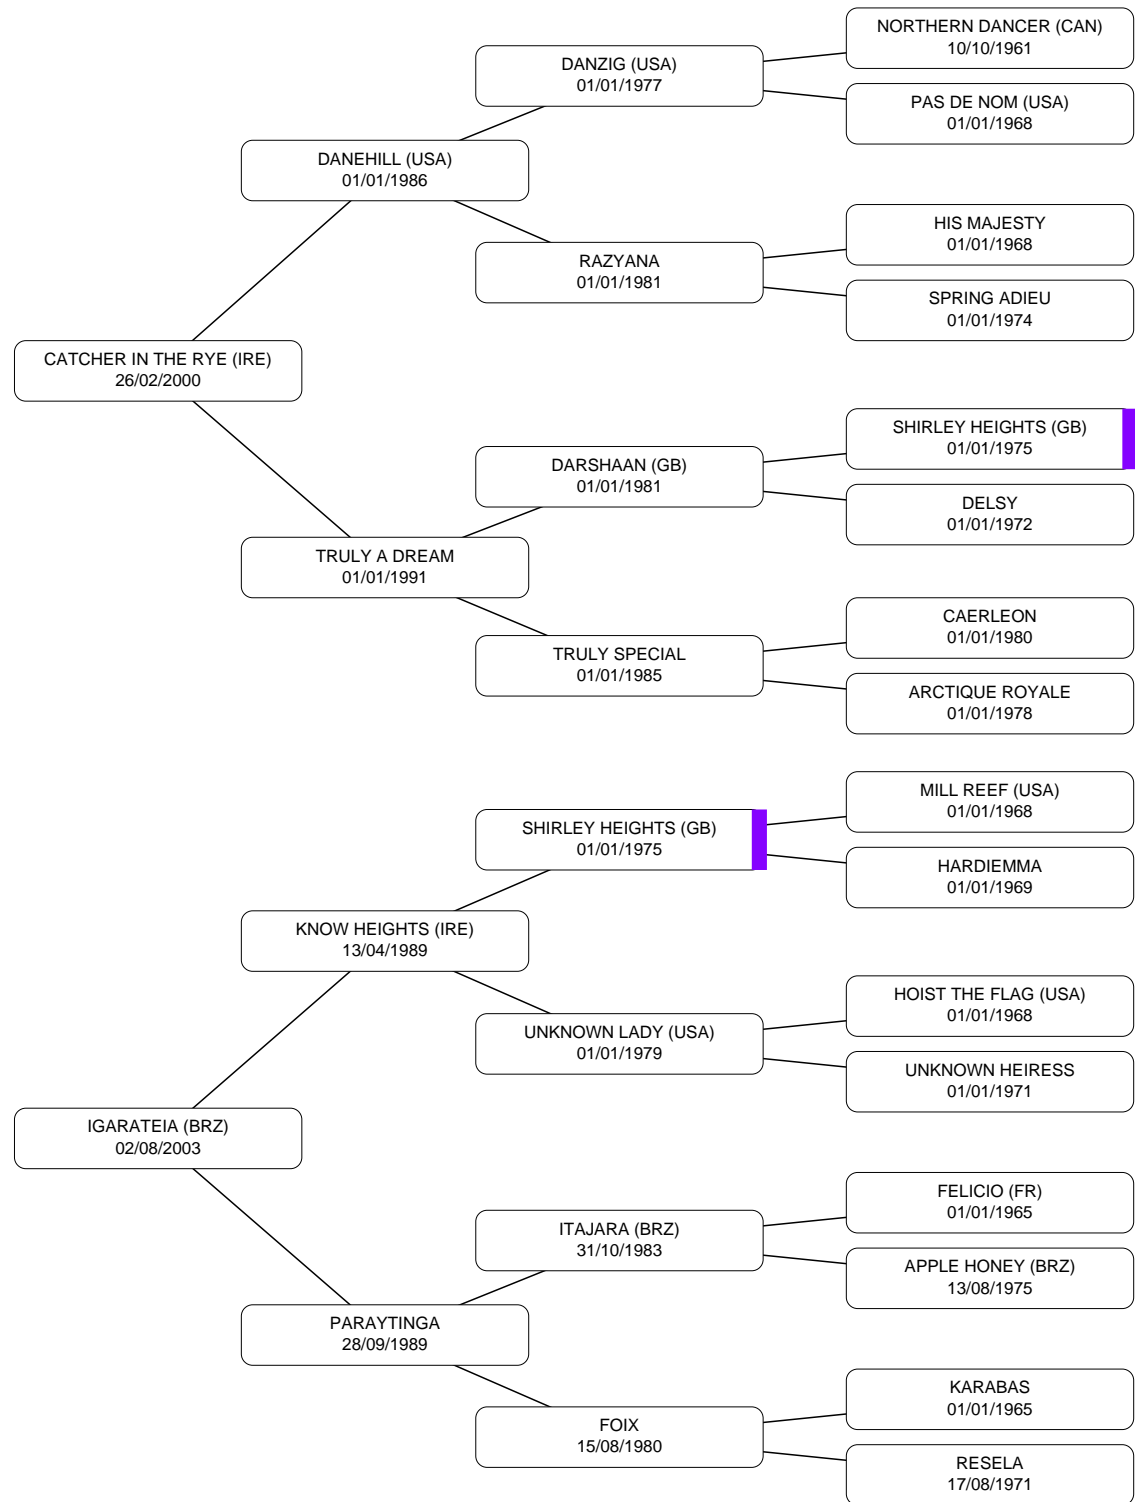 NORTHERN DANCER (CAN)
10/10/1961
DANZIG (USA)
01/01/1977
PAS DE NOM (USA)
01/01/1968
DANEHILL (USA)
01/01/1986
HIS MAJESTY
01/01/1968
RAZYANA
01/01/1981
SPRING ADIEU
01/01/1974
CATCHER IN THE RYE (IRE)
26/02/2000
SHIRLEY HEIGHTS (GB)
01/01/1975
DARSHAAN (GB)
01/01/1981
DELSY
01/01/1972
TRULY A DREAM
01/01/1991
CAERLEON
01/01/1980
TRULY SPECIAL
01/01/1985
ARCTIQUE ROYALE
01/01/1978
MILL REEF (USA)
01/01/1968
SHIRLEY HEIGHTS (GB)
01/01/1975
HARDIEMMA
01/01/1969
KNOW HEIGHTS (IRE)
13/04/1989
HOIST THE FLAG (USA)
01/01/1968
UNKNOWN LADY (USA)
01/01/1979
UNKNOWN HEIRESS
01/01/1971
IGARATEIA (BRZ)
02/08/2003
FELICIO (FR)
01/01/1965
ITAJARA (BRZ)
31/10/1983
APPLE HONEY (BRZ)
13/08/1975
PARAYTINGA
28/09/1989
KARABAS
01/01/1965
FOIX
15/08/1980
RESELA
17/08/1971